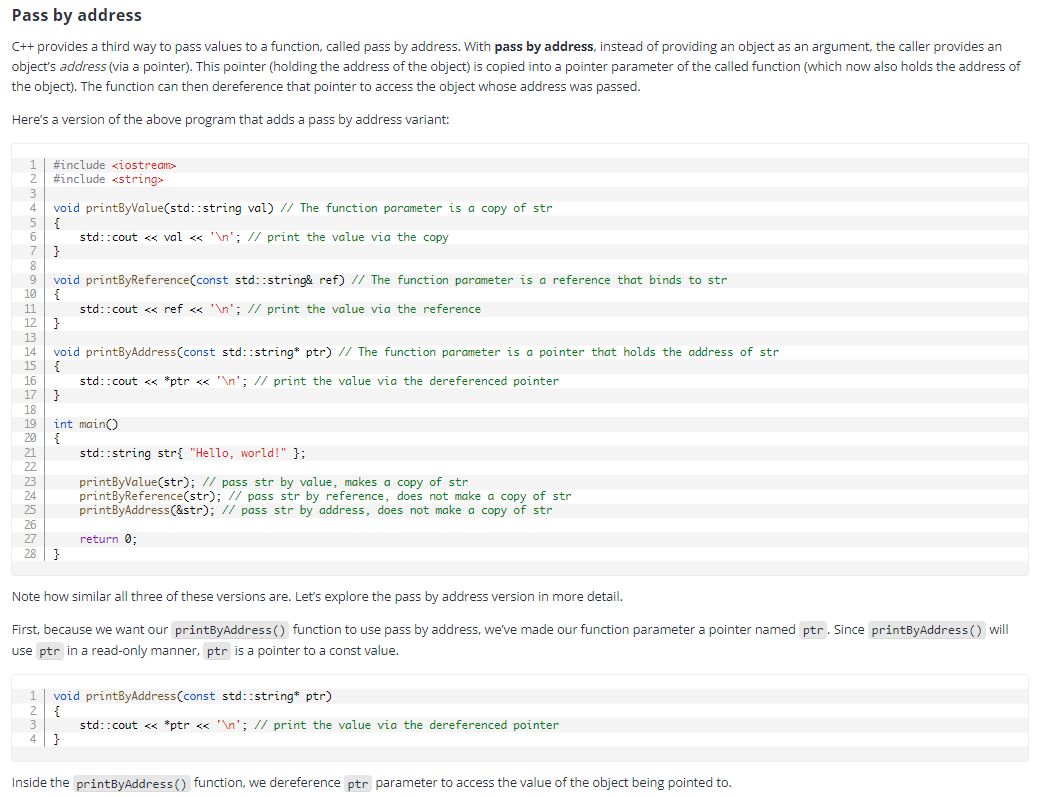 Pass by address
C++ provides a third way to pass values to a function, called pass by address. With pass by address, instead of providing an object as an argument, the caller provides an
object's address (via a pointer). This pointer (holding the address of the object) is copied into a pointer parameter of the called function (which now also holds the address of
the object). The function can then dereference that pointer to access the object whose address was passed.
Here's a version of the above program that adds a pass by address variant:
1 #include <iostream>
2 #include <string>
3
4 void printByValue(std::string val) // The function parameter is a copy of str
5 {
6     std::cout << val << '\n'; // print the value via the copy
7 }
8
9 void printByReference(const std::string& ref) // The function parameter is a reference that binds to str
10 {
11     std::cout << ref << '\n'; // print the value via the reference
12 }
13
14 void printByAddress(const std::string* ptr) // The function parameter is a pointer that holds the address of str
15 {
16     std::cout << *ptr << '\n'; // print the value via the dereferenced pointer
17 }
18
19 int main()
20 {
21     std::string str{ "Hello, world!" };
22
23     printByValue(str); // pass str by value, makes a copy of str
24     printByReference(str); // pass str by reference, does not make a copy of str
25     printByAddress(&str); // pass str by address, does not make a copy of str
26
27     return 0;
28 }
Note how similar all three of these versions are. Let's explore the pass by address version in more detail.
First, because we want our printByAddress() function to use pass by address, we've made our function parameter a pointer named ptr. Since printByAddress() will
use ptr in a read-only manner, ptr is a pointer to a const value.
1 void printByAddress(const std::string* ptr)
2 {
3     std::cout << *ptr << '\n'; // print the value via the dereferenced pointer
4 }
Inside the printByAddress() function, we dereference ptr parameter to access the value of the object being pointed to.